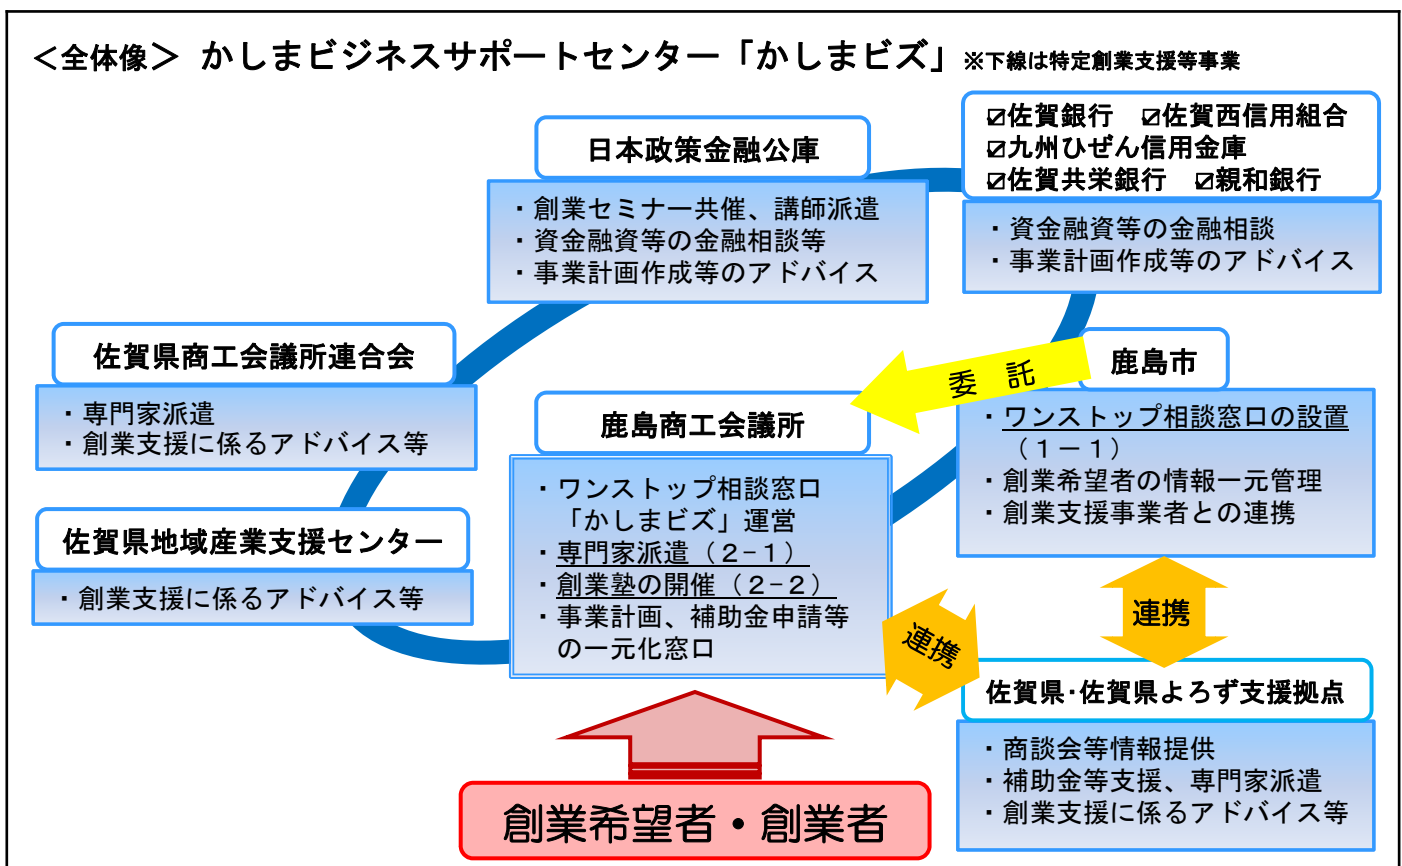 ＜全体像＞ かしまビジネスサポートセンター「かしまビズ」※下線は特定創業支援等事業
日本政策金融公庫
・創業セミナー共催、講師派遣
・資金融資等の金融相談等
・事業計画作成等のアドバイス
☑佐賀銀行　☑佐賀西信用組合
☑九州ひぜん信用金庫
☑佐賀共栄銀行　☑親和銀行
・資金融資等の金融相談
・事業計画作成等のアドバイス
佐賀県商工会議所連合会
・専門家派遣
・創業支援に係るアドバイス等
委　託
鹿島市
・ワンストップ相談窓口の設置
（１－１）
・創業希望者の情報一元管理
・創業支援事業者との連携
鹿島商工会議所
・ワンストップ相談窓口
「かしまビズ」運営
・専門家派遣（２-１）
・創業塾の開催（２-２）
・事業計画、補助金申請等
の一元化窓口
佐賀県地域産業支援センター
・創業支援に係るアドバイス等
連携
連携
佐賀県･佐賀県よろず支援拠点
・商談会等情報提供
・補助金等支援、専門家派遣
・創業支援に係るアドバイス等
創業希望者・創業者